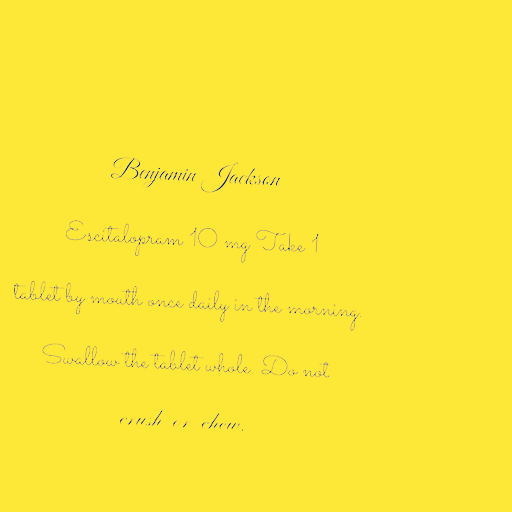 Benjamin Jackson
Escitalopram 10 mg Take 1
tablet by mouth once daily in the morning.
Swallow the tablet whole. Do not
crush or chew.